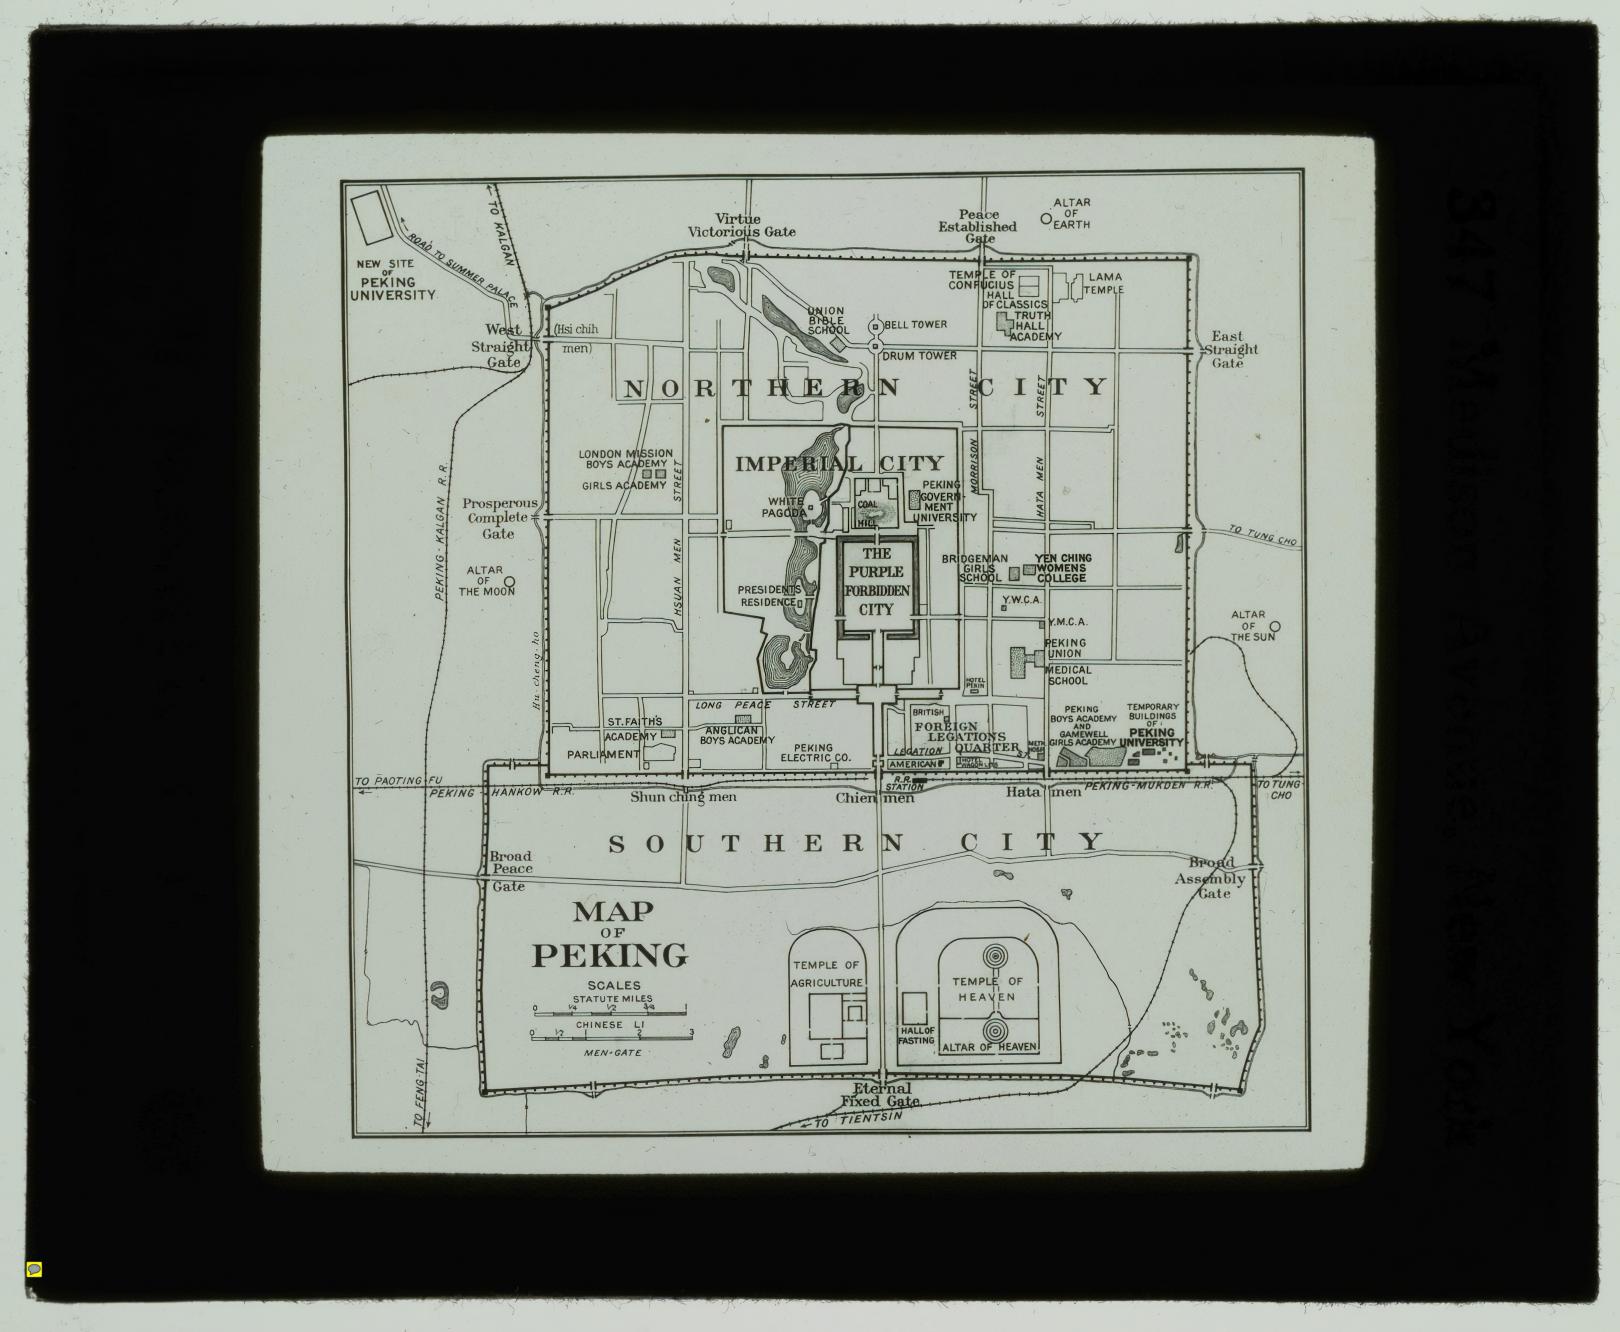 Virtue
Victorious Gate
Peace
Established
Gate
ALTAR
OF
EARTH
TO KALGAN
ROAD TO SUMMER PALACE
NEW SITE
OF
PEKING
UNIVERSITY
TEMPLE OF
CONFUCIUS
HALL
OF CLASSICS
LAMA
TEMPLE
TRUTH
HALL
ACADEMY
UNION
BIBLE
SCHOOL
BELL TOWER
DRUM TOWER
West
Straight
Gate
(Hsi chih
men)
East
Straight
Gate
NORTHERN CITY
LONDON MISSION
BOYS ACADEMY
GIRLS ACADEMY
HSUAN MEN STREET
IMPERIAL CITY
MORRISON STREET
HATA MEN STREET
PEKING-KALGAN R.R.
Prosperous
Complete
Gate
WHITE
PAGODA
COAL
HILL
PEKING
GOVERN-
MENT
UNIVERSITY
TO TUNG CHO
ALTAR
OF
THE MOON
THE
PURPLE
FORBIDDEN
CITY
BRIDGEMAN
GIRLS
SCHOOL
YEN CHING
WOMENS
COLLEGE
PRESIDENTS
RESIDENCE
Y.W.C.A.
Y.M.C.A.
ALTAR
OF
THE SUN
Hu-cheng-ho
PEKING
UNION
MEDICAL
SCHOOL
HOTEL
PEKIN
LONG PEACE STREET
ST. FAITH'S
ACADEMY
PARLIAMENT
ANGLICAN
BOYS ACADEMY
PEKING
ELECTRIC CO.
BRITISH
FOREIGN
LEGATIONS
QUARTER
LEGATION
AMERICAN
HOTEL
METH.
HOSP.
PEKING
BOYS ACADEMY
AND
GAMEWELL
GIRLS ACADEMY
TEMPORARY
BUILDINGS
OF
PEKING
UNIVERSITY
TO PAOTING-FU
PEKING-HANKOW R.R.
R.R.
STATION
PEKING-MUKDEN R.R.
TO TUNG-
CHO
Shun ching men
Chien men
Hata men
SOUTHERN CITY
Broad
Peace
Gate
Broad
Assembly
Gate
MAP
OF
PEKING
SCALES
STATUTE MILES
0 1/4 1/2 3/4 1
CHINESE LI
0 1/2 1 2 3
MEN=GATE
TEMPLE OF
AGRICULTURE
TEMPLE OF
HEAVEN
HALL OF
FASTING
ALTAR OF HEAVEN
TO FENG-TAI
Eternal
Fixed Gate
TO TIENTSIN
347 Madison Avenue, New York